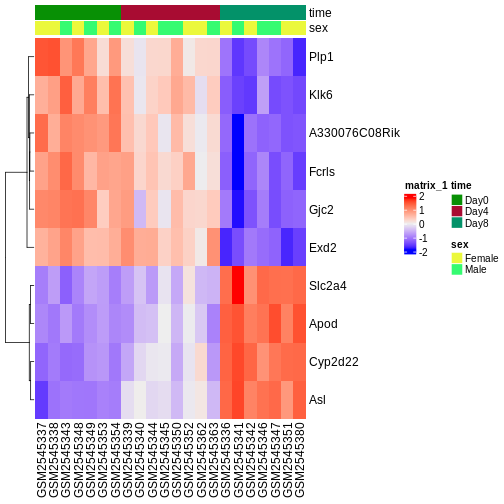 time
sex
Plp1
Klk6
A330076C08Rik
Fcrls
Gjc2
Exd2
Slc2a4
Apod
Cyp2d22
Asl
matrix_1
2
1
0
-1
-2
time
Day0
Day4
Day8
sex
Female
Male
GSM2545337
GSM2545338
GSM2545343
GSM2545348
GSM2545349
GSM2545353
GSM2545354
GSM2545339
GSM2545340
GSM2545344
GSM2545345
GSM2545350
GSM2545352
GSM2545362
GSM2545363
GSM2545336
GSM2545341
GSM2545342
GSM2545346
GSM2545347
GSM2545351
GSM2545380